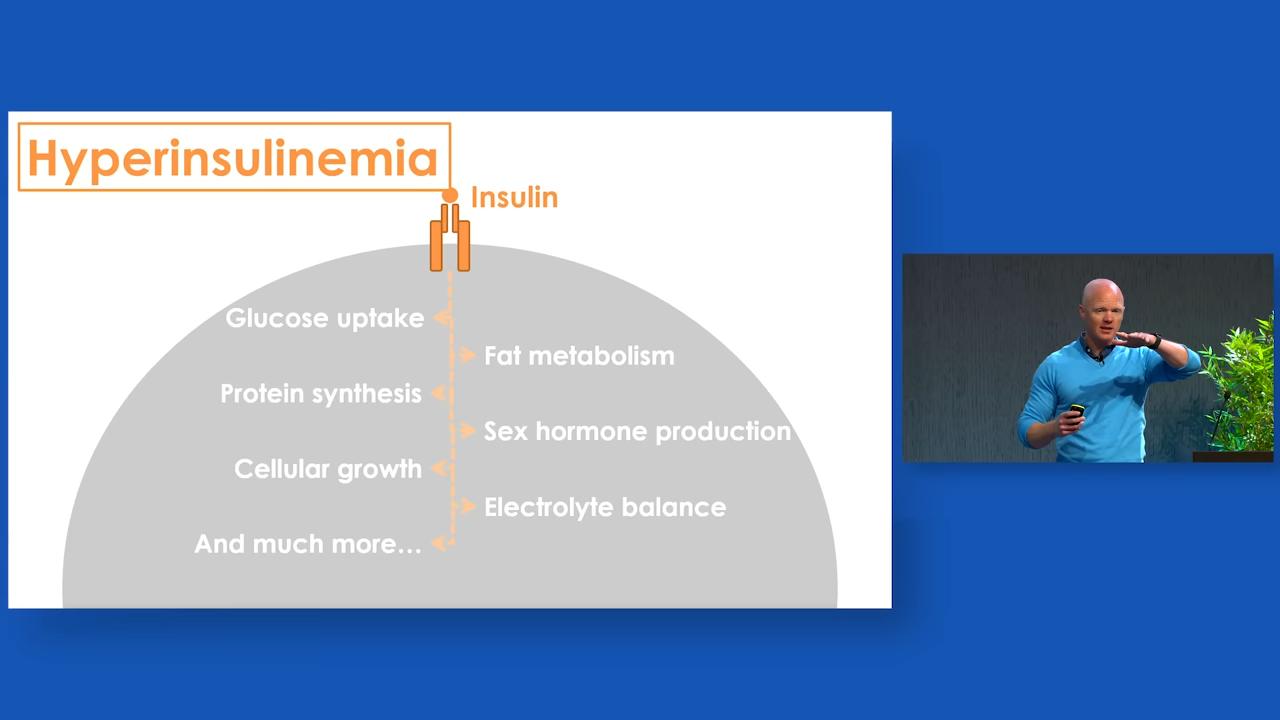 Hyperinsulinemia
Insulin
Glucose uptake
Fat metabolism
Protein synthesis
Sex hormone production
Cellular growth
Electrolyte balance
And much more...